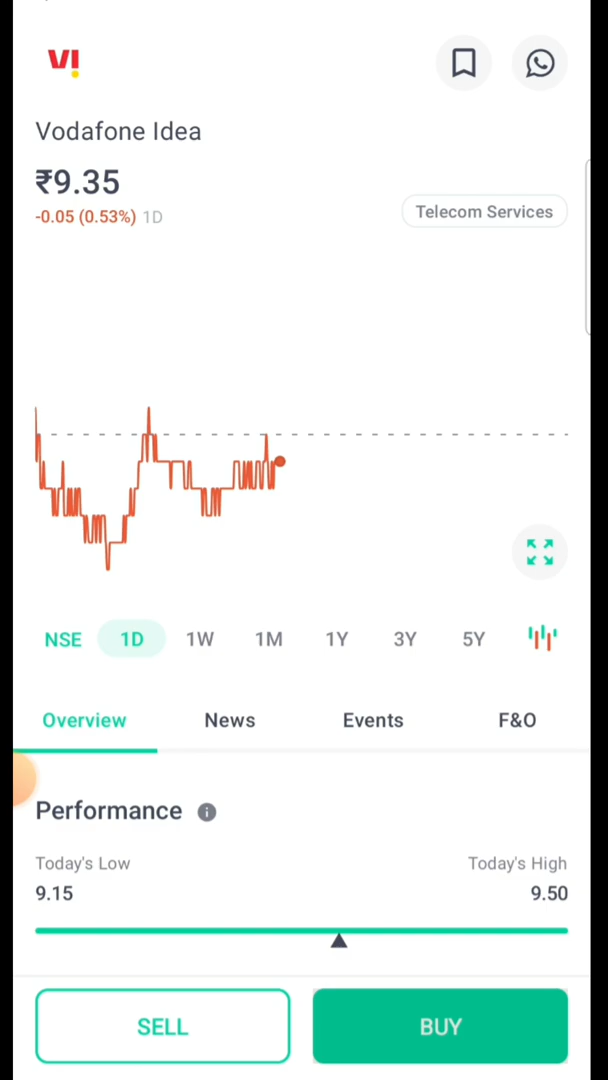 VI
Vodafone Idea
₹9.35
-0.05 (0.53%) 1D
Telecom Services
NSE 1D 1W 1M 1Y 3Y 5Y
Overview News Events F&O
Performance
Today's Low Today's High
9.15 9.50
SELL BUY